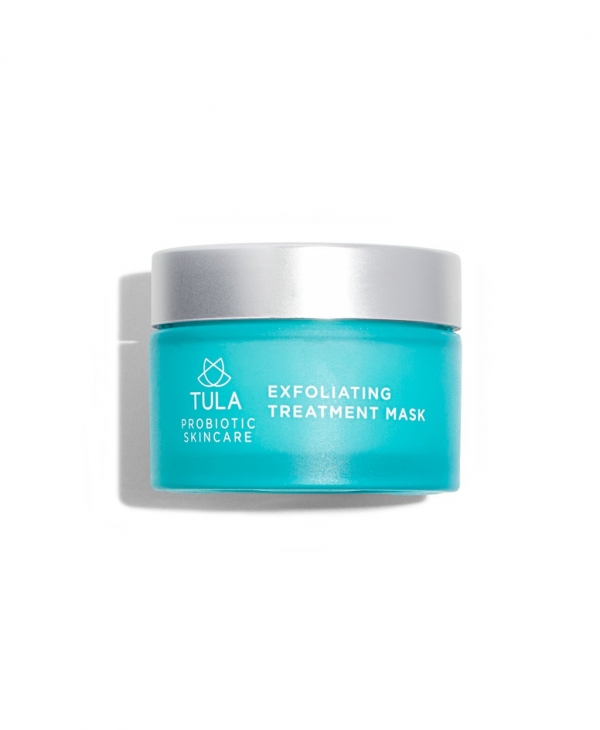 TULA
PROBIOTIC
SKINCARE
EXFOLIATING
TREATMENT MASK